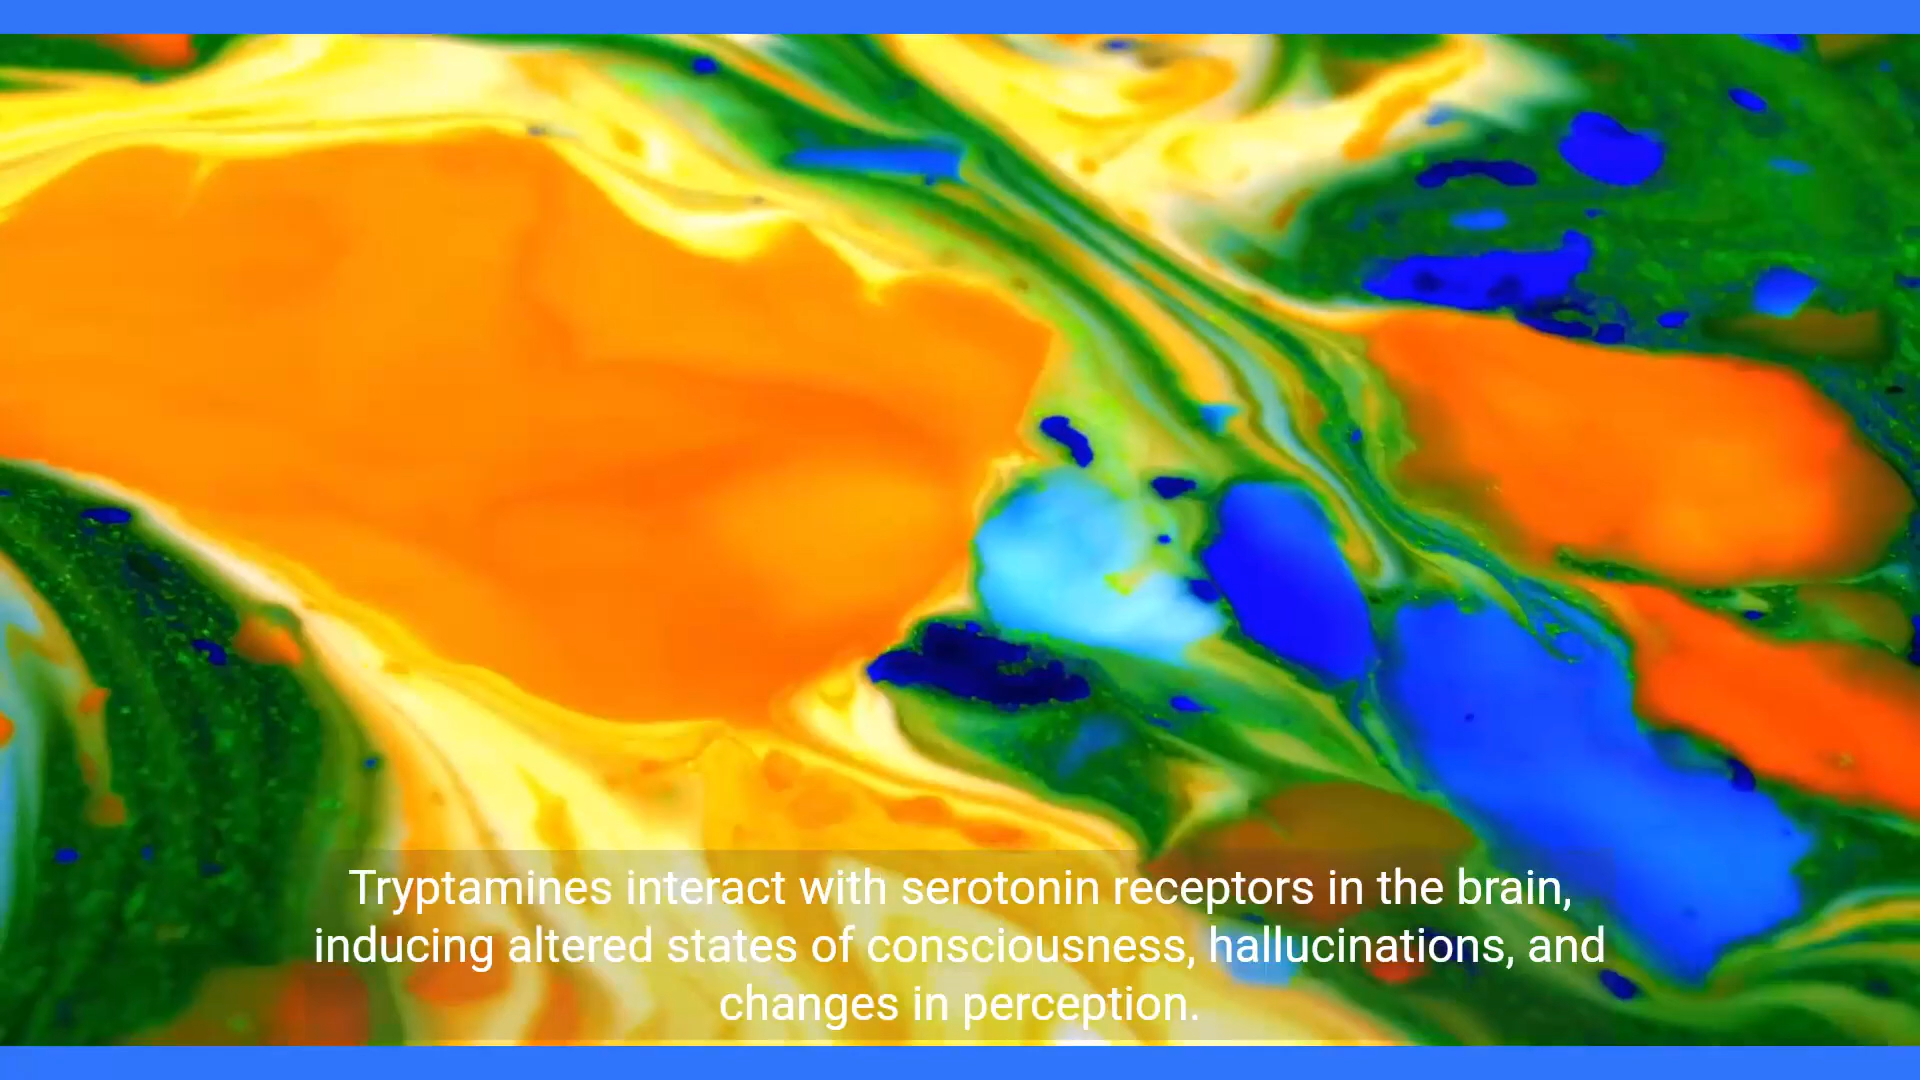 Tryptamines interact with serotonin receptors in the brain,
inducing altered states of consciousness, hallucinations, and
changes in perception.